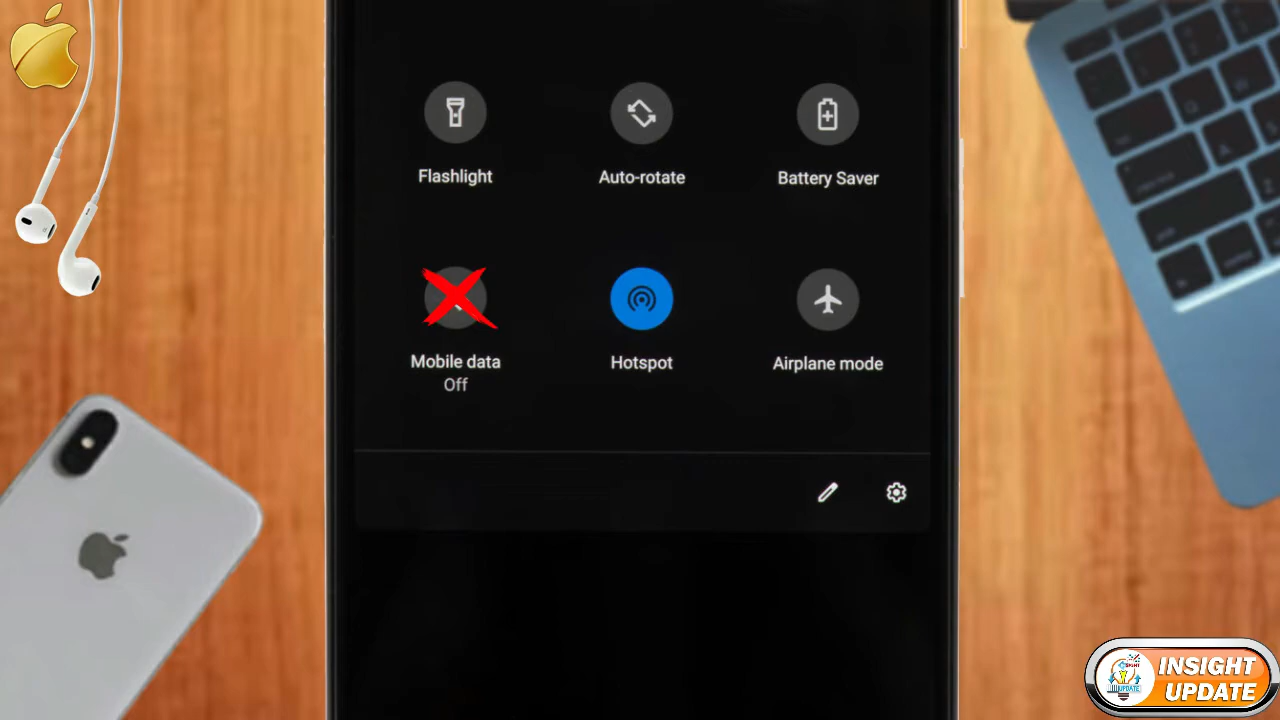 Flashlight
Auto-rotate
Battery Saver
Mobile data
Off
Hotspot
Airplane mode
INSIGHT
UPDATE